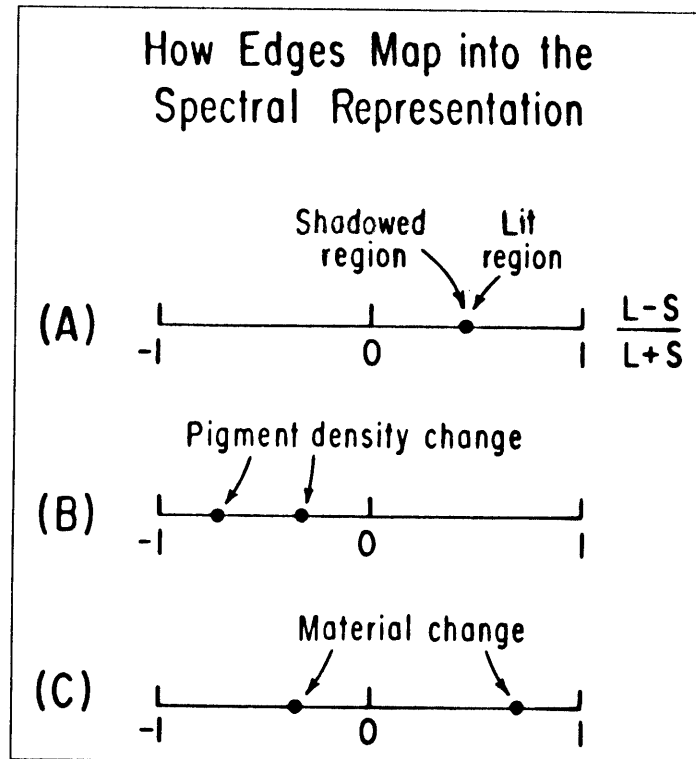 How Edges Map into the
Spectral Representation
Shadowed
region
Lit
region
(A)
-1
0
1
L-S
L+S
Pigment density change
(B)
-1
0
1
Material change
(C)
-1
0
1